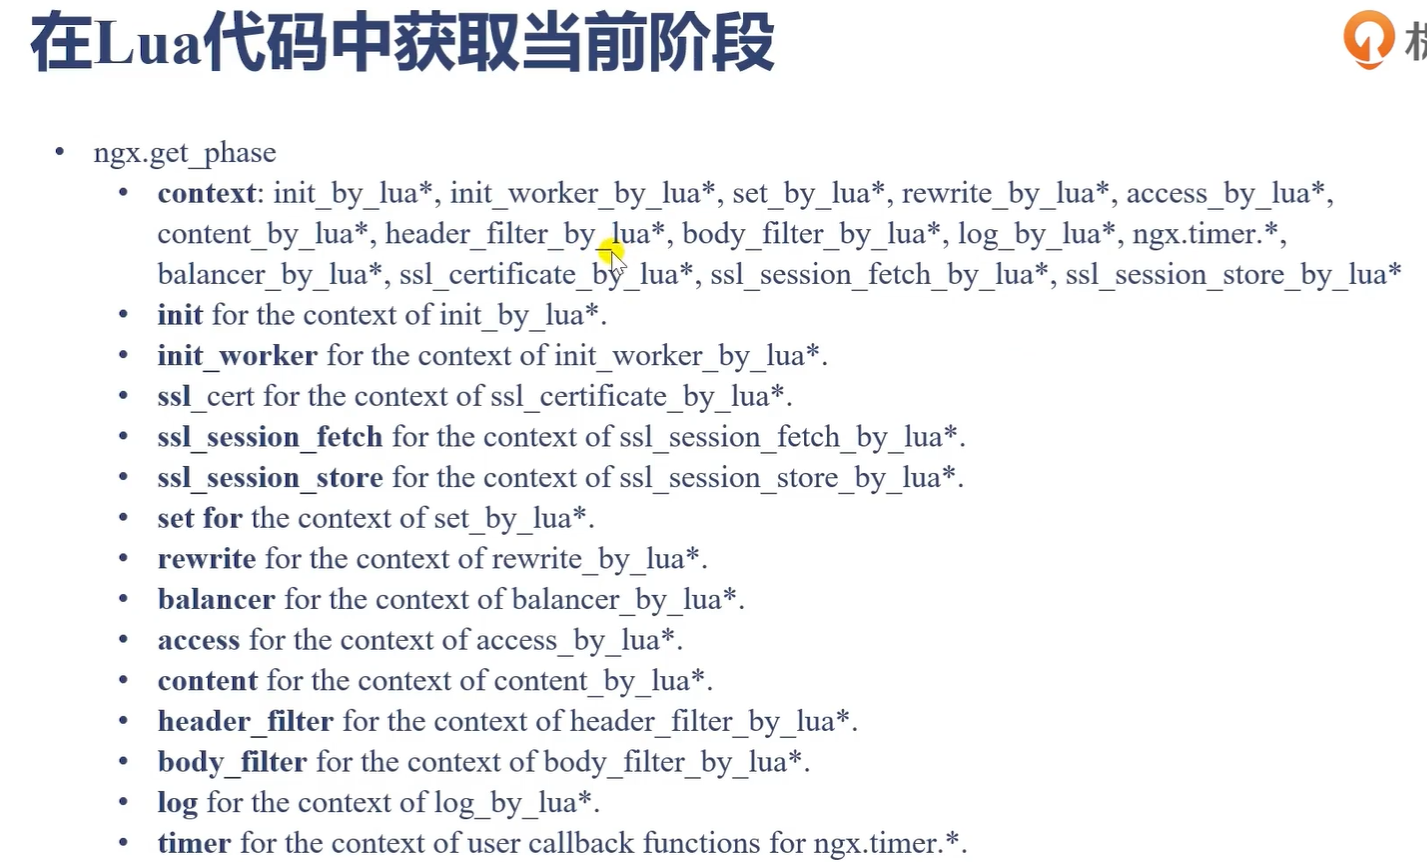 在Lua代码中获取当前阶段
• ngx.get_phase
• context: init_by_lua*, init_worker_by_lua*, set_by_lua*, rewrite_by_lua*, access_by_lua*,
content_by_lua*, header_filter_by_lua*, body_filter_by_lua*, log_by_lua*, ngx.timer.*,
balancer_by_lua*, ssl_certificate_by_lua*, ssl_session_fetch_by_lua*, ssl_session_store_by_lua*
• init for the context of init_by_lua*.
• init_worker for the context of init_worker_by_lua*.
• ssl_cert for the context of ssl_certificate_by_lua*.
• ssl_session_fetch for the context of ssl_session_fetch_by_lua*.
• ssl_session_store for the context of ssl_session_store_by_lua*.
• set for the context of set_by_lua*.
• rewrite for the context of rewrite_by_lua*.
• balancer for the context of balancer_by_lua*.
• access for the context of access_by_lua*.
• content for the context of content_by_lua*.
• header_filter for the context of header_filter_by_lua*.
• body_filter for the context of body_filter_by_lua*.
• log for the context of log_by_lua*.
• timer for the context of user callback functions for ngx.timer.*.